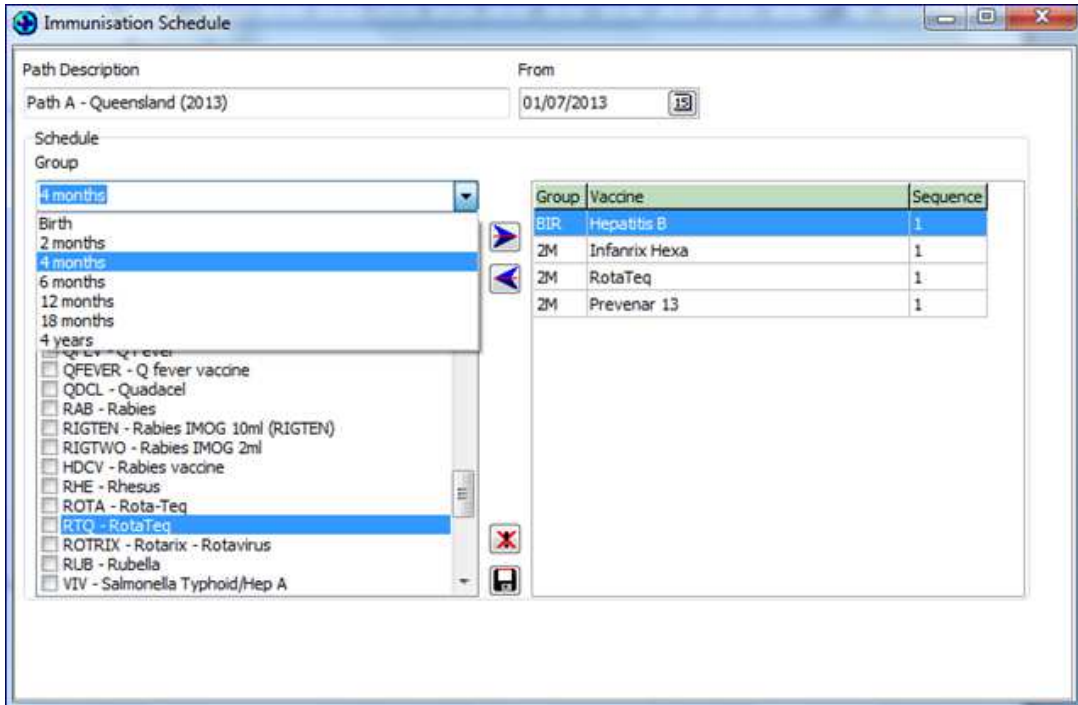 Immunisation Schedule
Path Description
From
Path A - Queensland (2013)
01/07/2013
15
Schedule
Group
4 months
Birth
2 months
4 months
6 months
12 months
18 months
4 years
QFEV - Q Fever
QFEVER - Q fever vaccine
QDCL - Quadacel
RAB - Rabies
RIGTEN - Rabies IMOG 10ml (RIGTEN)
RIGTWO - Rabies IMOG 2ml
HDCV - Rabies vaccine
RHE - Rhesus
ROTA - Rota-Teq
RTQ - RotaTeq
ROTRIX - Rotarix - Rotavirus
RUB - Rubella
VIV - Salmonella Typhoid/Hep A
Group Vaccine Sequence
BIR Hepatitis B 1
2M Infanrix Hexa 1
2M RotaTeq 1
2M Prevenar 13 1